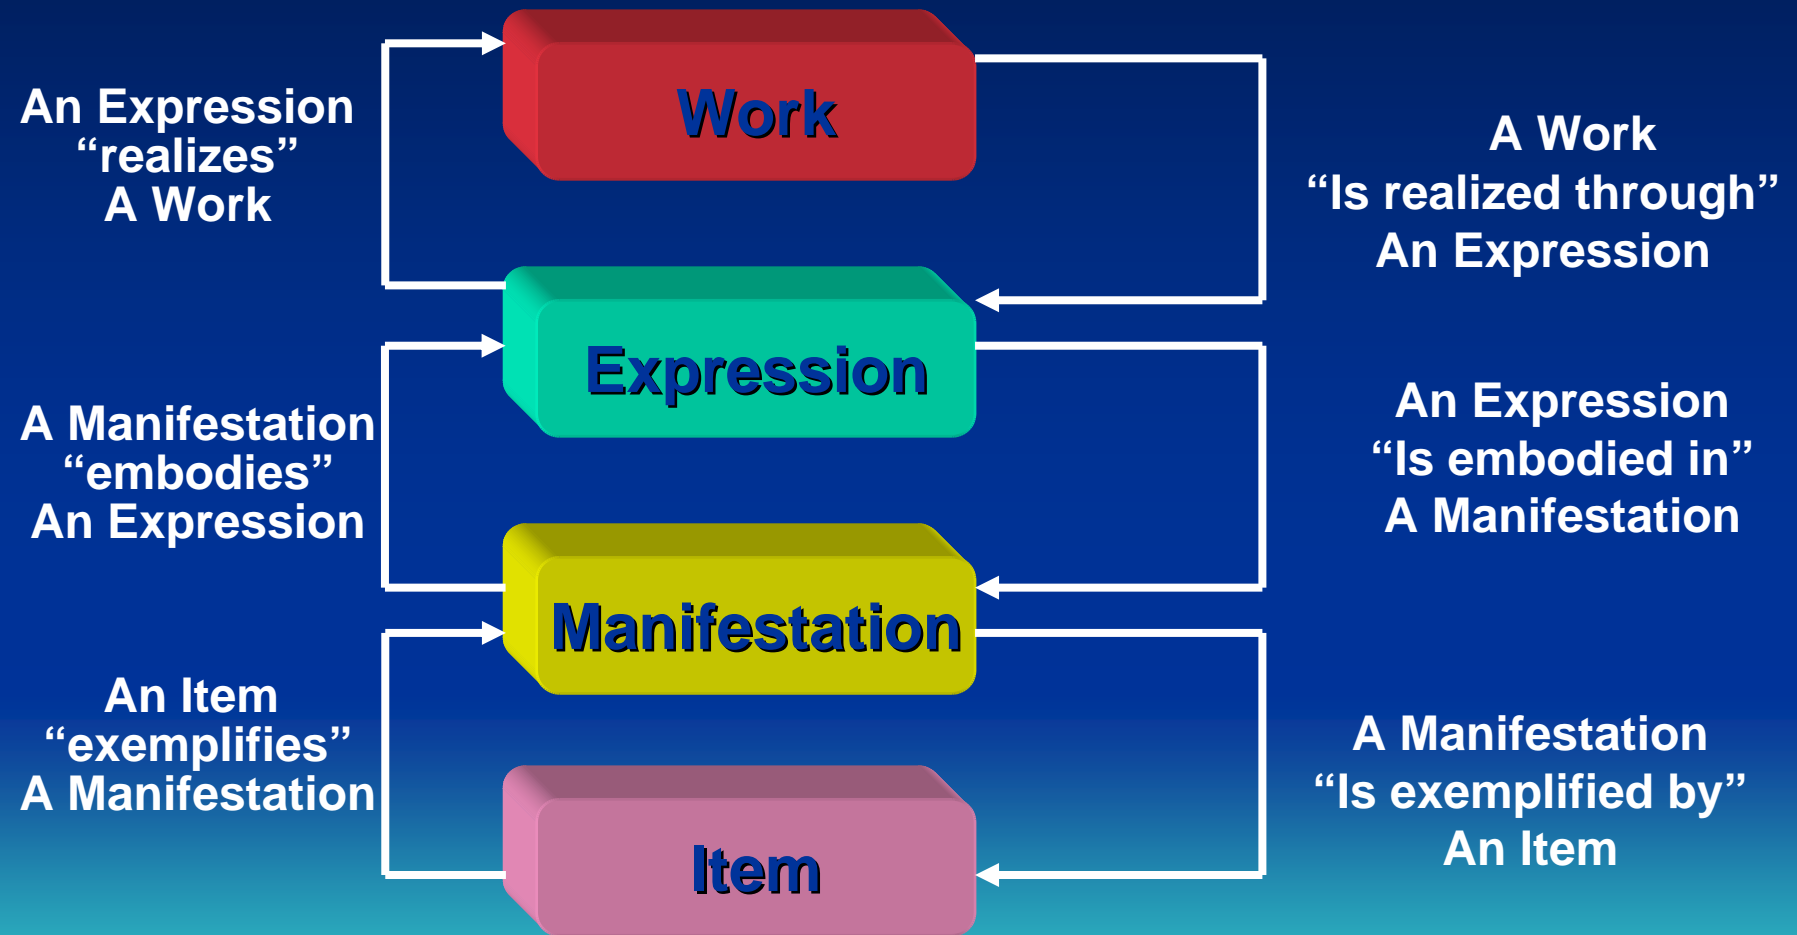 Work
An Expression
“realizes”
A Work
A Work
“Is realized through”
An Expression
Expression
A Manifestation
“embodies”
An Expression
An Expression
“Is embodied in”
A Manifestation
Manifestation
An Item
“exemplifies”
A Manifestation
A Manifestation
“Is exemplified by”
An Item
Item